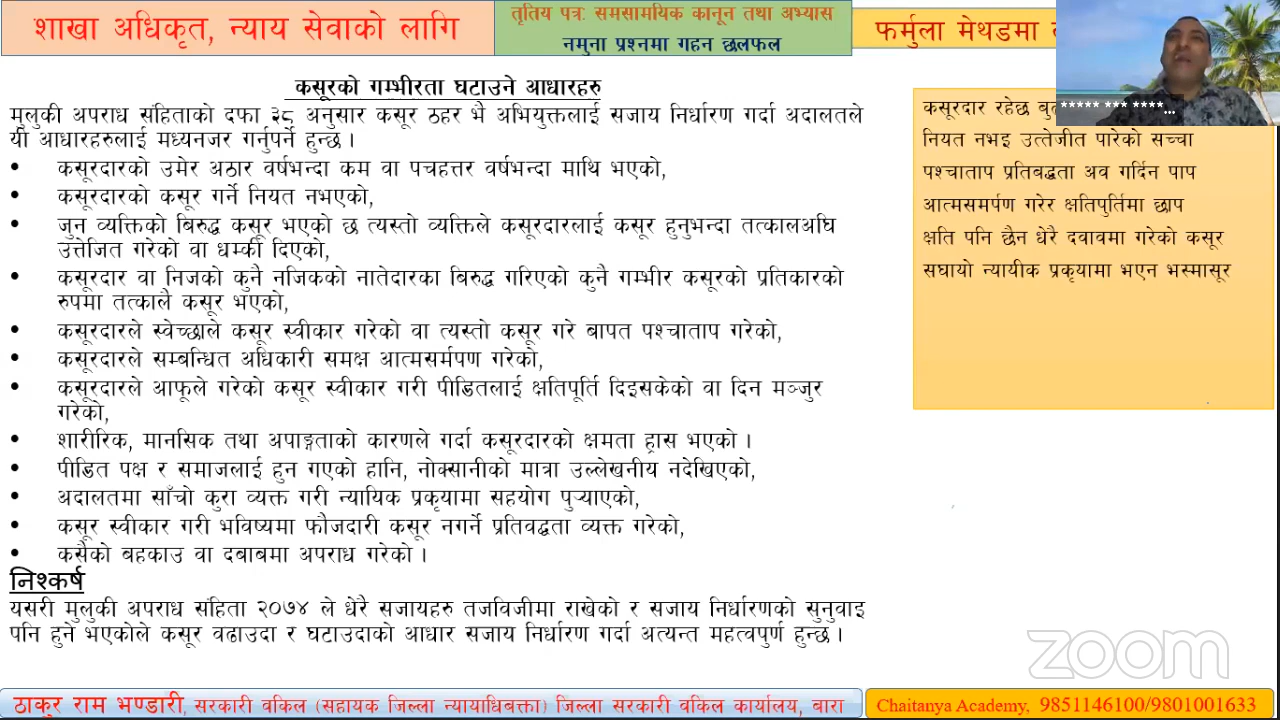 शाखा अधिकृत, न्याय सेवाको लागि
तृतिय पत्र: समसामयिक कानून तथा अभ्यास
नमुना प्रश्नमा गहन छलफल
फर्मुला मेथडमा
***** *** ****...
कसूरको गम्भीरता घटाउने आधारहरु
मुलुकी अपराध संहिताको दफा ३८ अनुसार कसूर ठहर भै अभियुक्तलाई सजाय निर्धारण गर्दा अदालतले
यी आधारहरुलाई मध्यनजर गर्नुपर्ने हुन्छ ।
• कसूरदारको उमेर अठार वर्षभन्दा कम वा पचहत्तर वर्षभन्दा माथि भएको,
• कसूरदारको कसूर गर्ने नियत नभएको,
• जुन व्यक्तिको बिरुद्ध कसूर भएको छ त्यस्तो व्यक्तिले कसूरदारलाई कसूर हुनुभन्दा तत्कालअघि
उत्तेजित गरेको वा धम्की दिएको,
• कसूरदार वा निजको कुनै नजिकको नातेदारका बिरुद्ध गरिएको कुनै गम्भीर कसूरको प्रतिकारको
रुपमा तत्कालै कसूर भएको,
• कसूरदारले स्वेच्छाले कसूर स्वीकार गरेको वा त्यस्तो कसूर गरे बापत पश्चाताप गरेको,
• कसूरदारले सम्बन्धित अधिकारी समक्ष आत्मसर्मपण गरेको,
• कसूरदारले आफूले गरेको कसूर स्वीकार गरी पीडितलाई क्षतिपूर्ति दिइसकेको वा दिन मञ्जुर
गरेको,
• शारीरिक, मानसिक तथा अपाङ्गताको कारणले गर्दा कसूरदारको क्षमता ह्रास भएको ।
• पीडित पक्ष र समाजलाई हुन गएको हानि, नोक्सानीको मात्रा उल्लेखनीय नदेखिएको,
• अदालतमा साँचो कुरा व्यक्त गरी न्यायिक प्रकृयामा सहयोग पुऱ्याएको,
• कसूर स्वीकार गरी भविष्यमा फौजदारी कसूर नगर्ने प्रतिवद्धता व्यक्त गरेको,
• कसैको बहकाउ वा दबाबमा अपराध गरेको ।
निश्कर्ष
यसरी मुलुकी अपराध संहिता २०७४ ले धेरै सजायहरु तजविजीमा राखेको र सजाय निर्धारणको सुनुवाइ
पनि हुने भएकोले कसूर वढाउदा र घटाउदाको आधार सजाय निर्धारण गर्दा अत्यन्त महत्वपुर्ण हुन्छ ।
कसूरदार रहेछ
नियत नभइ उत्तेजीत पारेको सच्चा
पश्चाताप प्रतिबद्धता अव गर्दिन पाप
आत्मसमर्पण गरेर क्षतिपुर्तिमा छाप
क्षति पनि छैन धेरै दवावमा गरेको कसूर
सघायो न्यायीक प्रकृयामा भएन भस्मासूर
zoom
ठाकुर राम भण्डारी, सरकारी वकिल (सहायक जिल्ला न्यायाधिवक्ता) जिल्ला सरकारी वकिल कार्यालय, बारा
Chaitanya Academy, 9851146100/9801001633